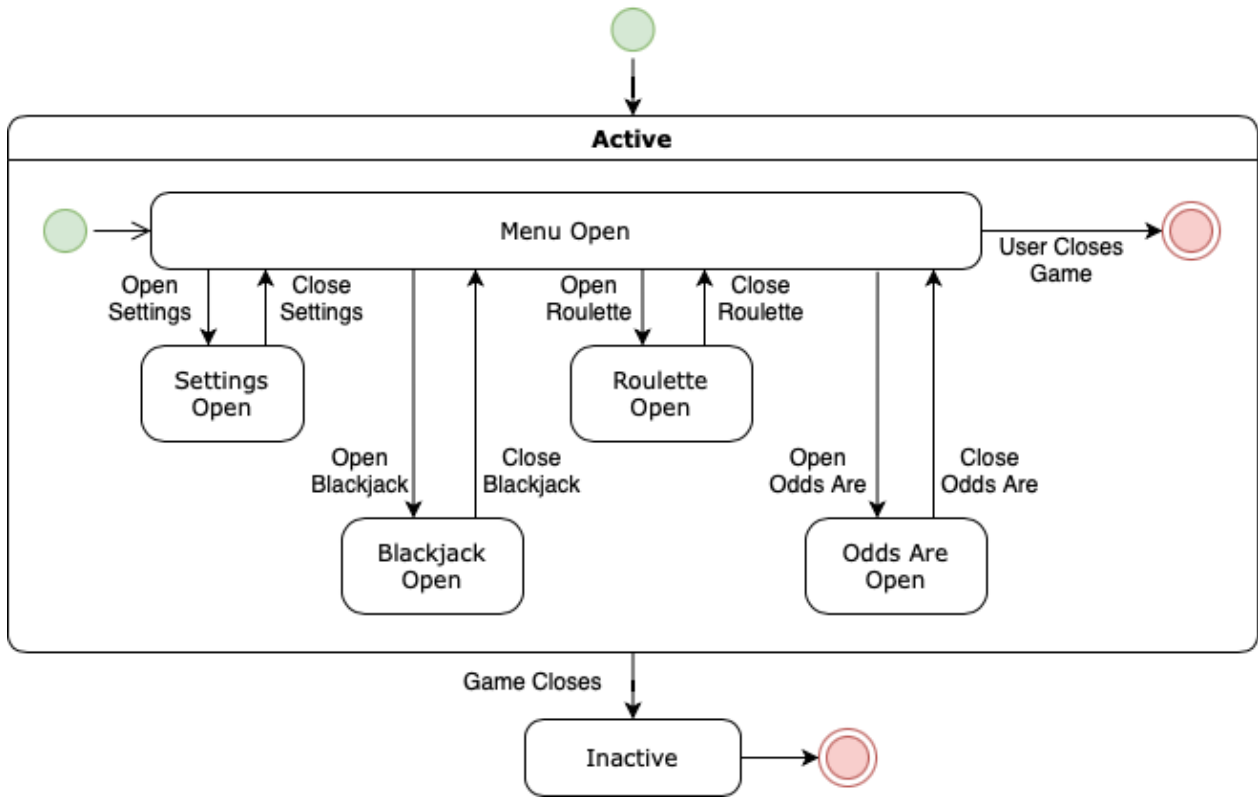 Active
Menu Open
User Closes
Game
Open
Settings
Close
Settings
Open
Roulette
Close
Roulette
Settings
Open
Roulette
Open
Open
Blackjack
Close
Blackjack
Open
Odds Are
Close
Odds Are
Blackjack
Open
Odds Are
Open
Game Closes
Inactive